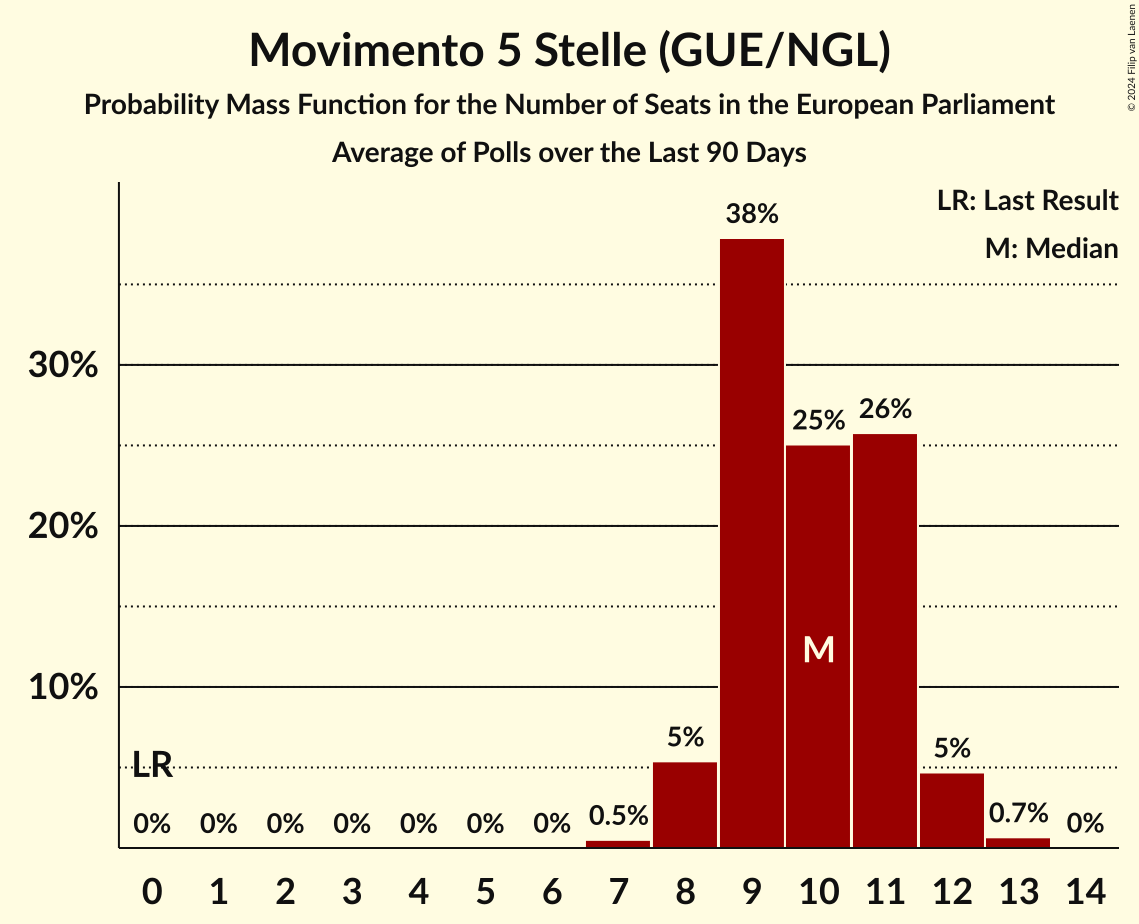 Movimento 5 Stelle (GUE/NGL)
Probability Mass Function for the Number of Seats in the European Parliament
Average of Polls over the Last 90 Days
© 2024 Filip van Laenen
LR: Last Result
M: Median
38%
30%
25%
26%
20%
M
10%
LR
5%
5%
0%
0%
0%
0%
0%
0%
0%
0.5%
0.7%
0%
0 1 2 3 4 5 6 7 8 9 10 11 12 13 14